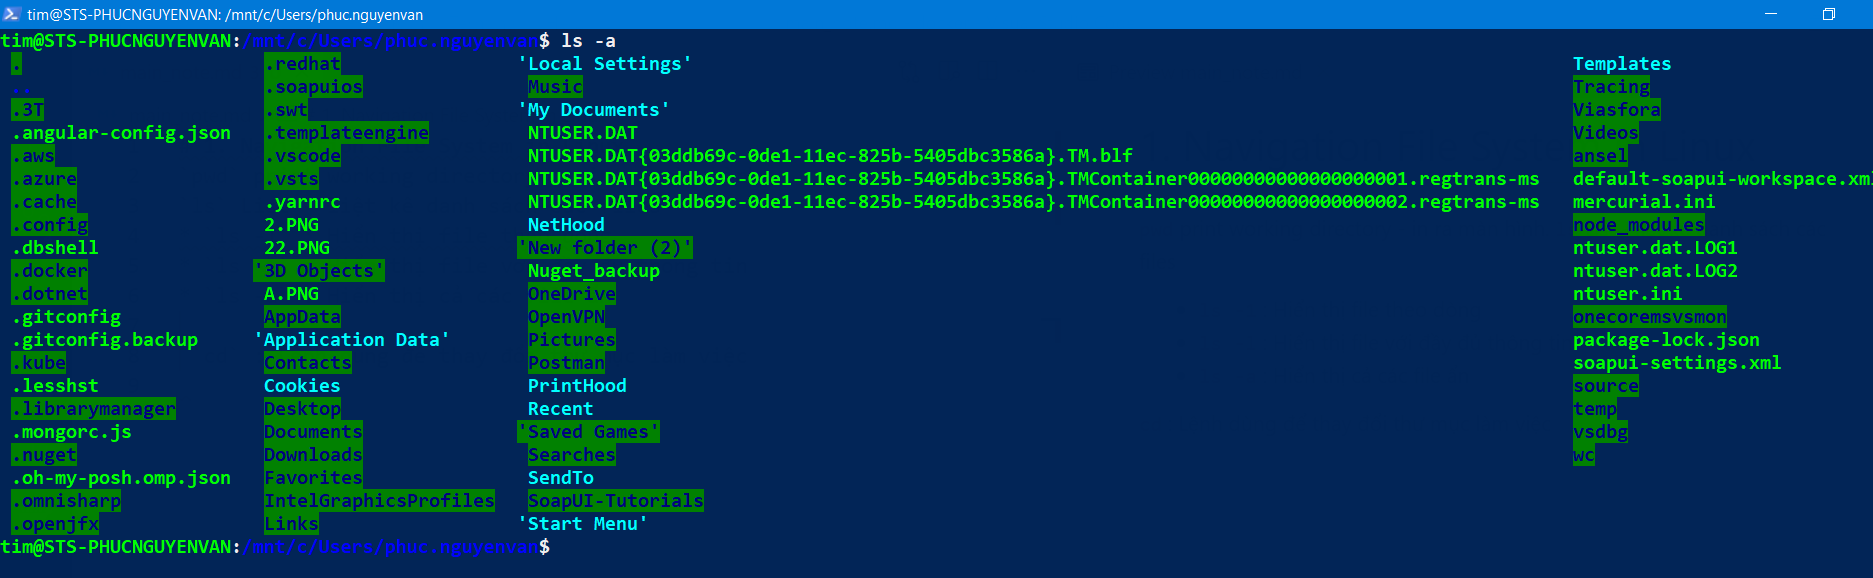 tim@STS-PHUCNGUYENVAN: /mnt/c/Users/phuc.nguyenvan
tim@STS-PHUCNGUYENVAN:/mnt/c/Users/phuc.nguyenvan$ ls -a
. .redhat 'Local Settings' Templates
.. .soapuios Music Tracing
.3T .swt 'My Documents' Viasfora
.angular-config.json .templateengine NTUSER.DAT Videos
.aws .vscode NTUSER.DAT{03ddb69c-0de1-11ec-825b-5405dbc3586a}.TM.blf ansel
.azure .vsts NTUSER.DAT{03ddb69c-0de1-11ec-825b-5405dbc3586a}.TMContainer00000000000000000001.regtrans-ms default-soapui-workspace.xml
.cache .yarnrc NTUSER.DAT{03ddb69c-0de1-11ec-825b-5405dbc3586a}.TMContainer00000000000000000002.regtrans-ms mercurial.ini
.config 2.PNG NetHood node_modules
.dbshell 22.PNG 'New folder (2)' ntuser.dat.LOG1
.docker '3D Objects' Nuget_backup ntuser.dat.LOG2
.dotnet A.PNG OneDrive ntuser.ini
.gitconfig AppData OpenVPN onecoremsvsmon
.gitconfig.backup 'Application Data' Pictures package-lock.json
.kube Contacts Postman soapui-settings.xml
.lesshst Cookies PrintHood source
.librarymanager Desktop Recent temp
.mongorc.js Documents 'Saved Games' vsdbg
.nuget Downloads Searches wc
.oh-my-posh.omp.json Favorites SendTo
.omnisharp IntelGraphicsProfiles SoapUI-Tutorials
.openjfx Links 'Start Menu'
tim@STS-PHUCNGUYENVAN:/mnt/c/Users/phuc.nguyenvan$